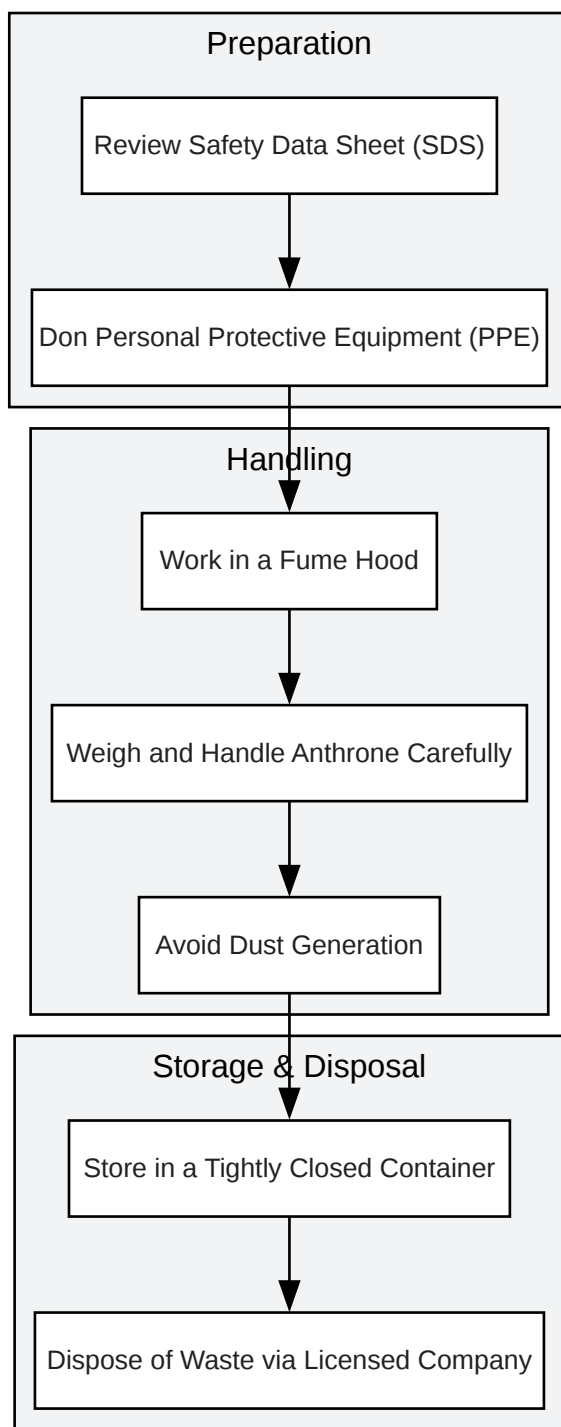 Preparation
Review Safety Data Sheet (SDS)
Don Personal Protective Equipment (PPE)
Handling
Work in a Fume Hood
Weigh and Handle Anthrone Carefully
Avoid Dust Generation
Storage & Disposal
Store in a Tightly Closed Container
Dispose of Waste via Licensed Company